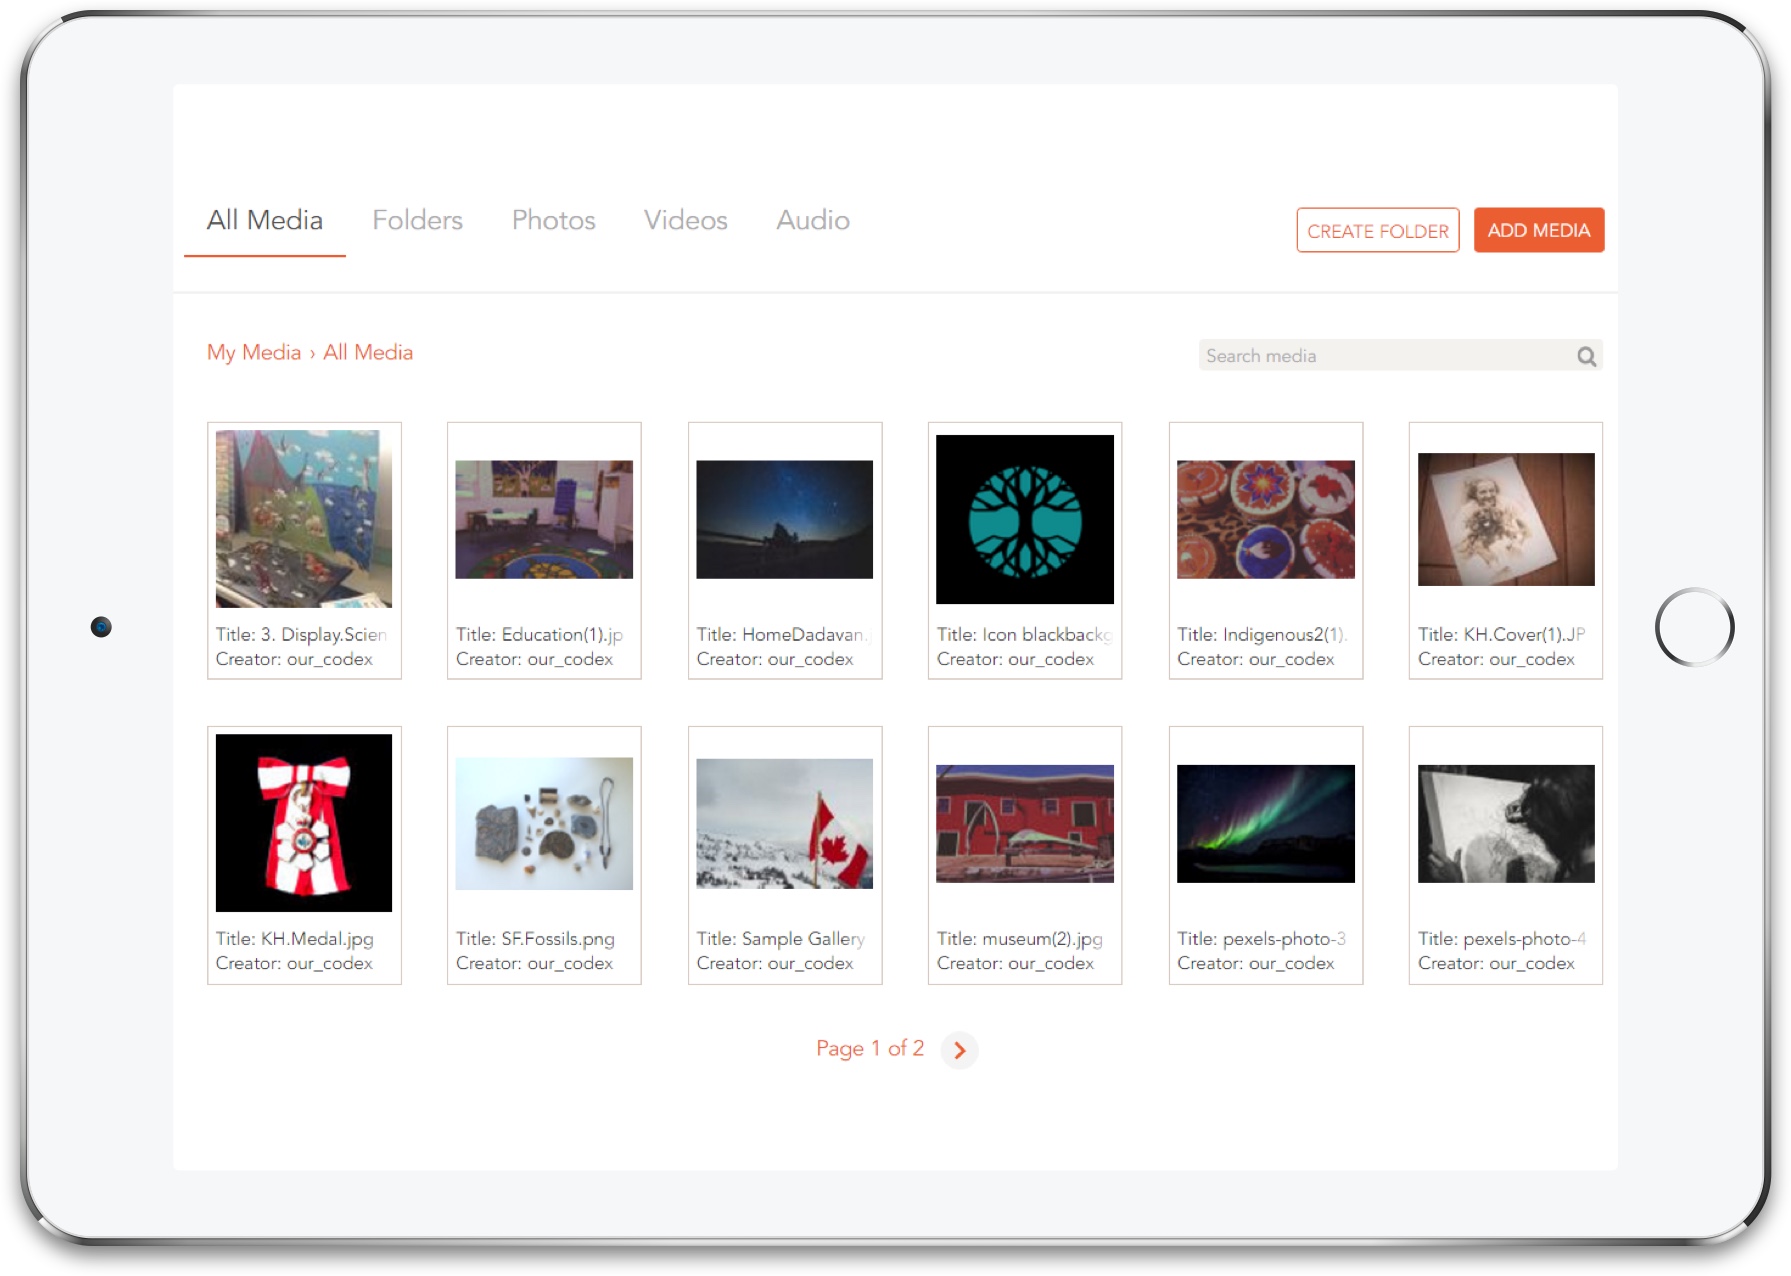 All Media Folders Photos Videos Audio
CREATE FOLDER ADD MEDIA
My Media › All Media
Search media
Title: 3. Display.Scien
Creator: our_codex
Title: Education(1).jp
Creator: our_codex
Title: HomeDadavan.
Creator: our_codex
Title: Icon blackbackg
Creator: our_codex
Title: Indigenous2(1).
Creator: our_codex
Title: KH.Cover(1).JP
Creator: our_codex
Title: KH.Medal.jpg
Creator: our_codex
Title: SF.Fossils.png
Creator: our_codex
Title: Sample Gallery
Creator: our_codex
Title: museum(2).jpg
Creator: our_codex
Title: pexels-photo-3
Creator: our_codex
Title: pexels-photo-4
Creator: our_codex
Page 1 of 2